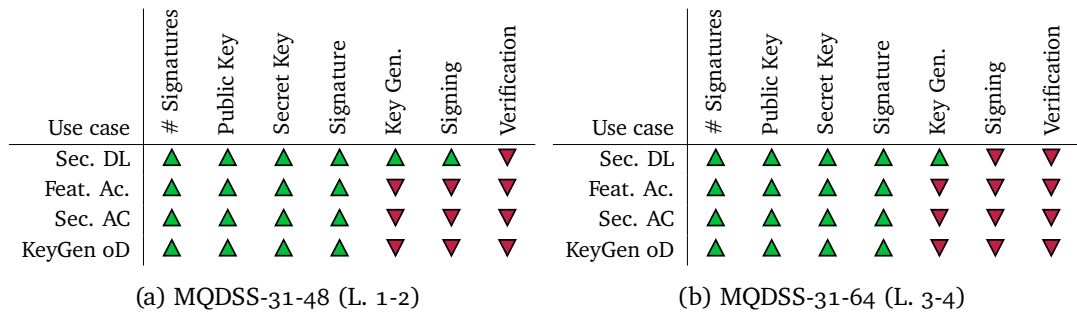 Use case # Signatures Public Key Secret Key Signature Key Gen. Signing Verification
Sec. DL
Feat. Ac.
Sec. AC
KeyGen oD
(a) MQDSS-31-48 (L. 1-2)
Use case # Signatures Public Key Secret Key Signature Key Gen. Signing Verification
Sec. DL
Feat. Ac.
Sec. AC
KeyGen oD
(b) MQDSS-31-64 (L. 3-4)